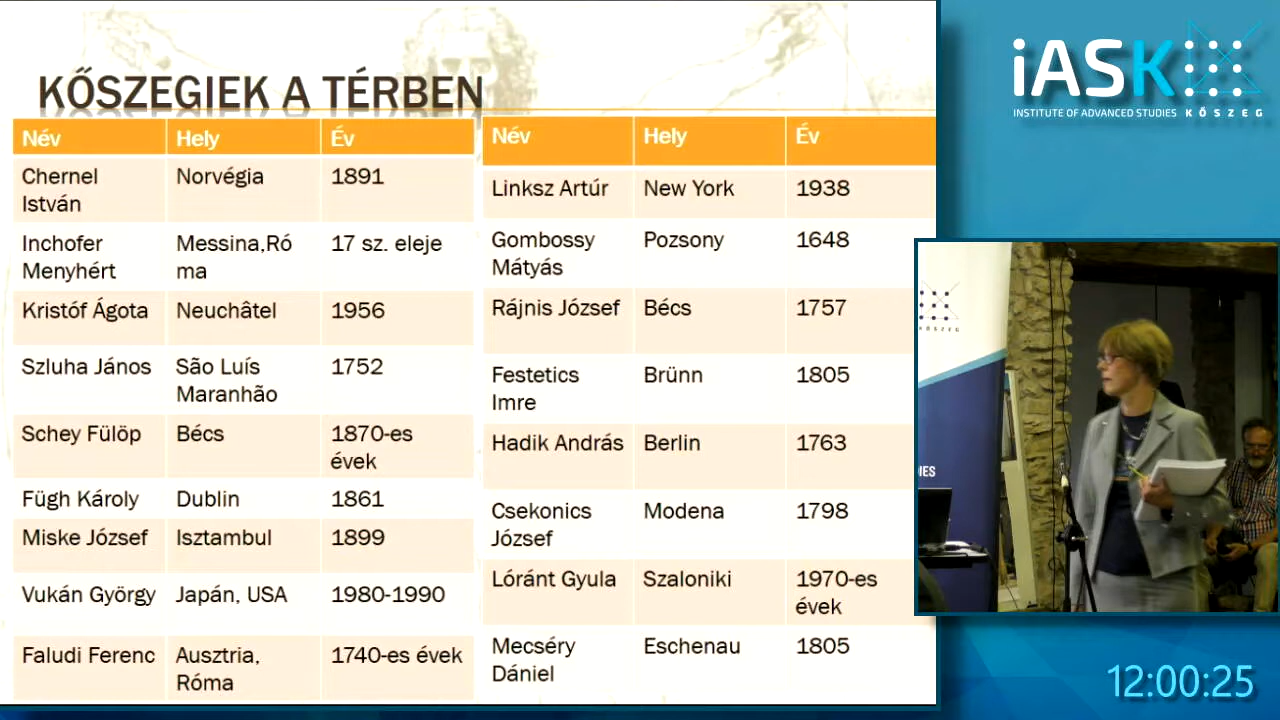 KŐSZEGIEK A TÉRBEN
Név Hely Év
Chernel Norvégia 1891
István
Inchofer Messina,Ró 17 sz. eleje
Menyhért ma
Kristóf Ágota Neuchâtel 1956
Szluha János São Luís 1752
Maranhão
Schey Fülöp Bécs 1870-es
évek
Fügh Károly Dublin 1861
Miske József Isztambul 1899
Vukán György Japán, USA 1980-1990
Faludi Ferenc Ausztria, 1740-es évek
Róma
Név Hely Év
Linksz Artúr New York 1938
Gombossy Pozsony 1648
Mátyás
Rájnis József Bécs 1757
Festetics Brünn 1805
Imre
Hadik András Berlin 1763
Csekonics Modena 1798
József
Lóránt Gyula Szaloniki 1970-es
évek
Mecséry Eschenau 1805
Dániel
iASK
INSTITUTE OF ADVANCED STUDIES KŐSZEG
KŐSZEG
DIES
12:00:25